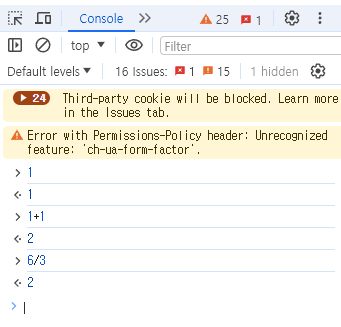 Console 25 1
top Filter
Default levels 16 Issues: 1 15 1 hidden
24 Third-party cookie will be blocked. Learn more
in the Issues tab.
Error with Permissions-Policy header: Unrecognized
feature: 'ch-ua-form-factor'.
> 1
< 1
> 1+1
< 2
> 6/3
< 2
>